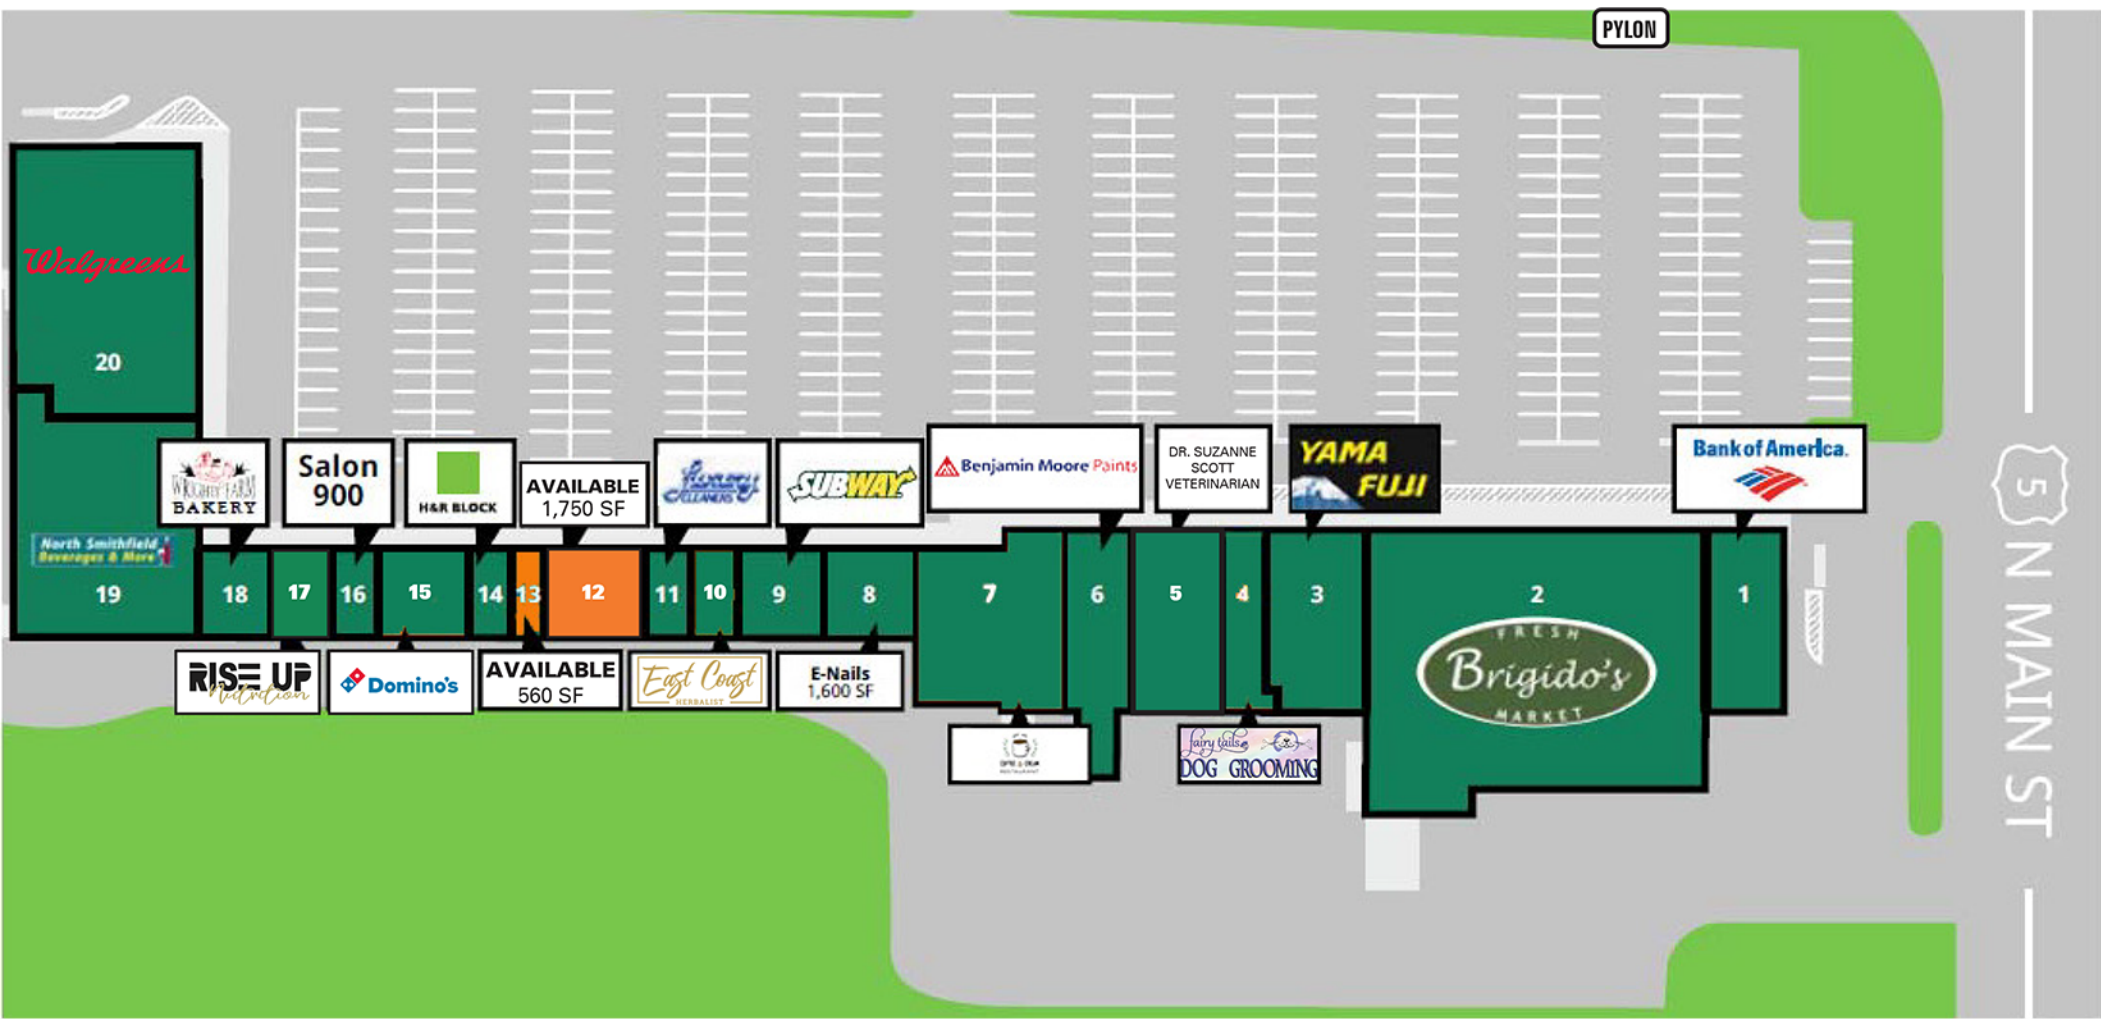 PYLON
Walgreens
20
WRIGHT'S FARM
BAKERY
Salon
900
H&R BLOCK
AVAILABLE
1,750 SF
CLEANERS
SUBWAY
Benjamin Moore Paints
DR. SUZANNE
SCOTT
VETERINARIAN
YAMA
FUJI
Bank of America.
5
N MAIN ST
North Smithfield
Beverages & More
19
18
17
16
15
14
13
12
11
10
9
8
7
6
5
4
3
2
1
FRESH
Brigido's
MARKET
RISE UP
Nutrition
Domino's
AVAILABLE
560 SF
East Coast
HERBALIST
E-Nails
1,600 SF
RESTAURANT
fairy tails
DOG GROOMING